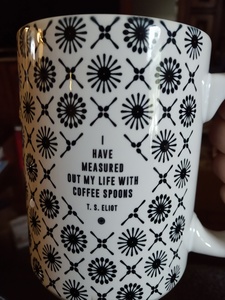 I
HAVE
MEASURED
OUT MY LIFE WITH
COFFEE SPOONS
T. S. ELIOT